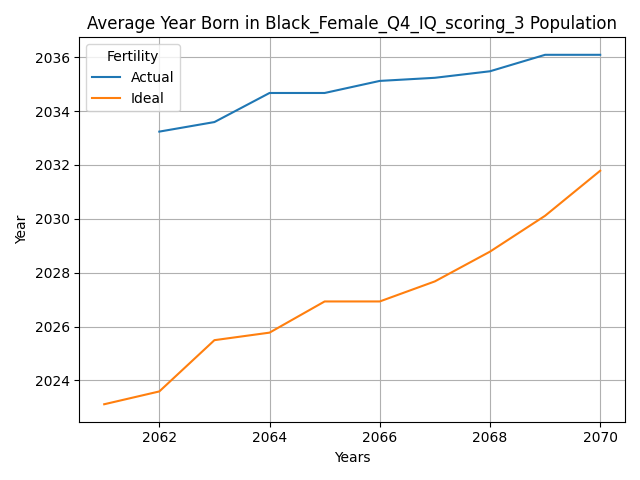 Average Year Born in Black_Female_Q4_IQ_scoring_3 Population
Fertility
Actual
Ideal
2036
2034
2032
2030
2028
2026
2024
Year
2062 2064 2066 2068 2070
Years